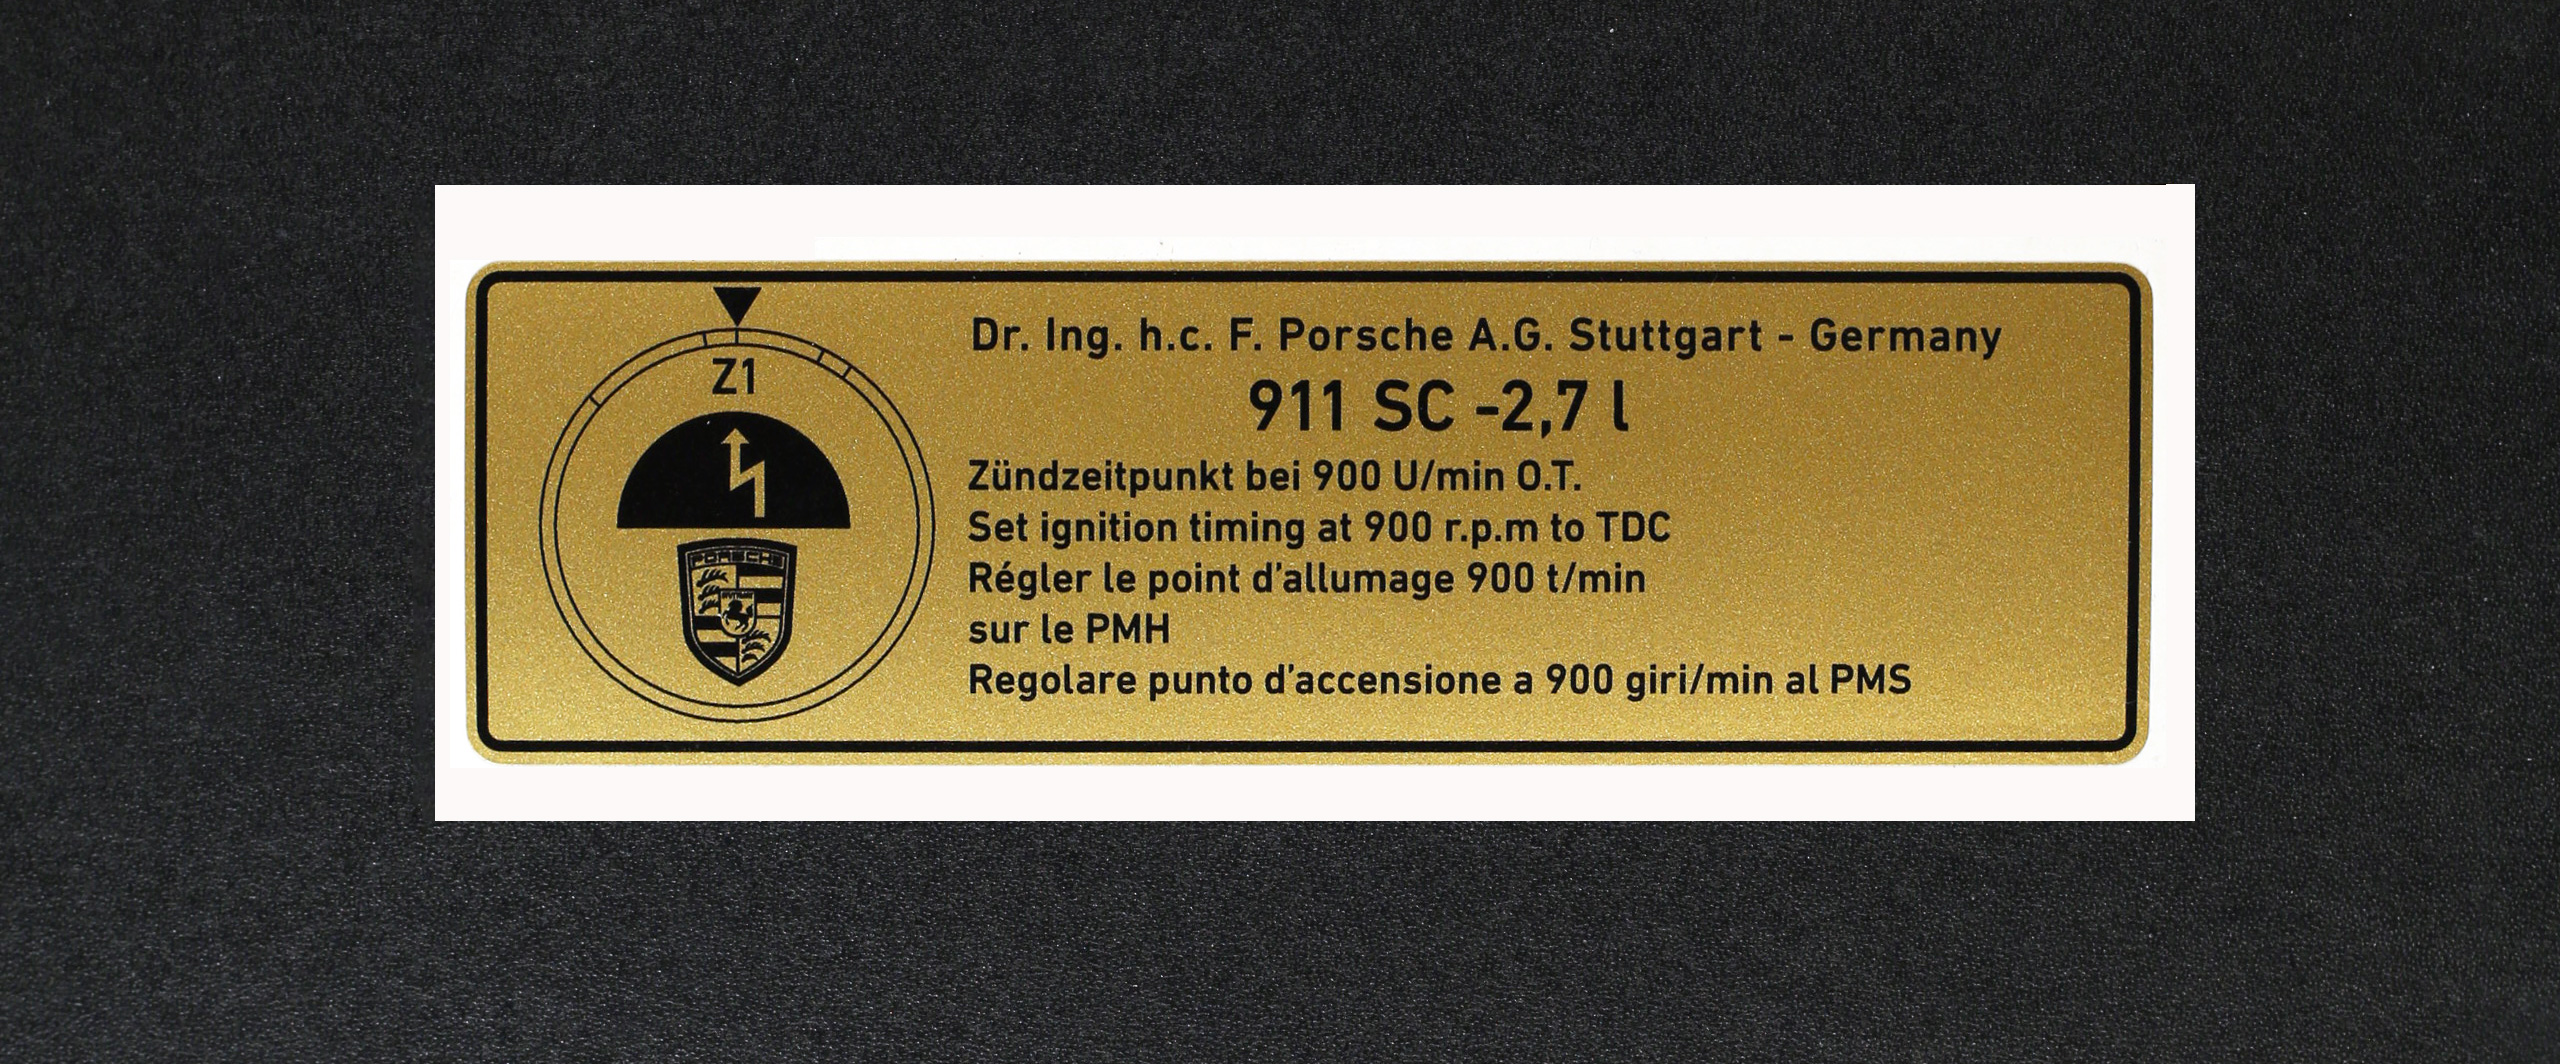 Z1
PORSCHE
Dr. Ing. h.c. F. Porsche A.G. Stuttgart - Germany
911 SC -2,7 l
Zündzeitpunkt bei 900 U/min O.T.
Set ignition timing at 900 r.p.m to TDC
Régler le point d'allumage 900 t/min
sur le PMH
Regolare punto d'accensione a 900 giri/min al PMS